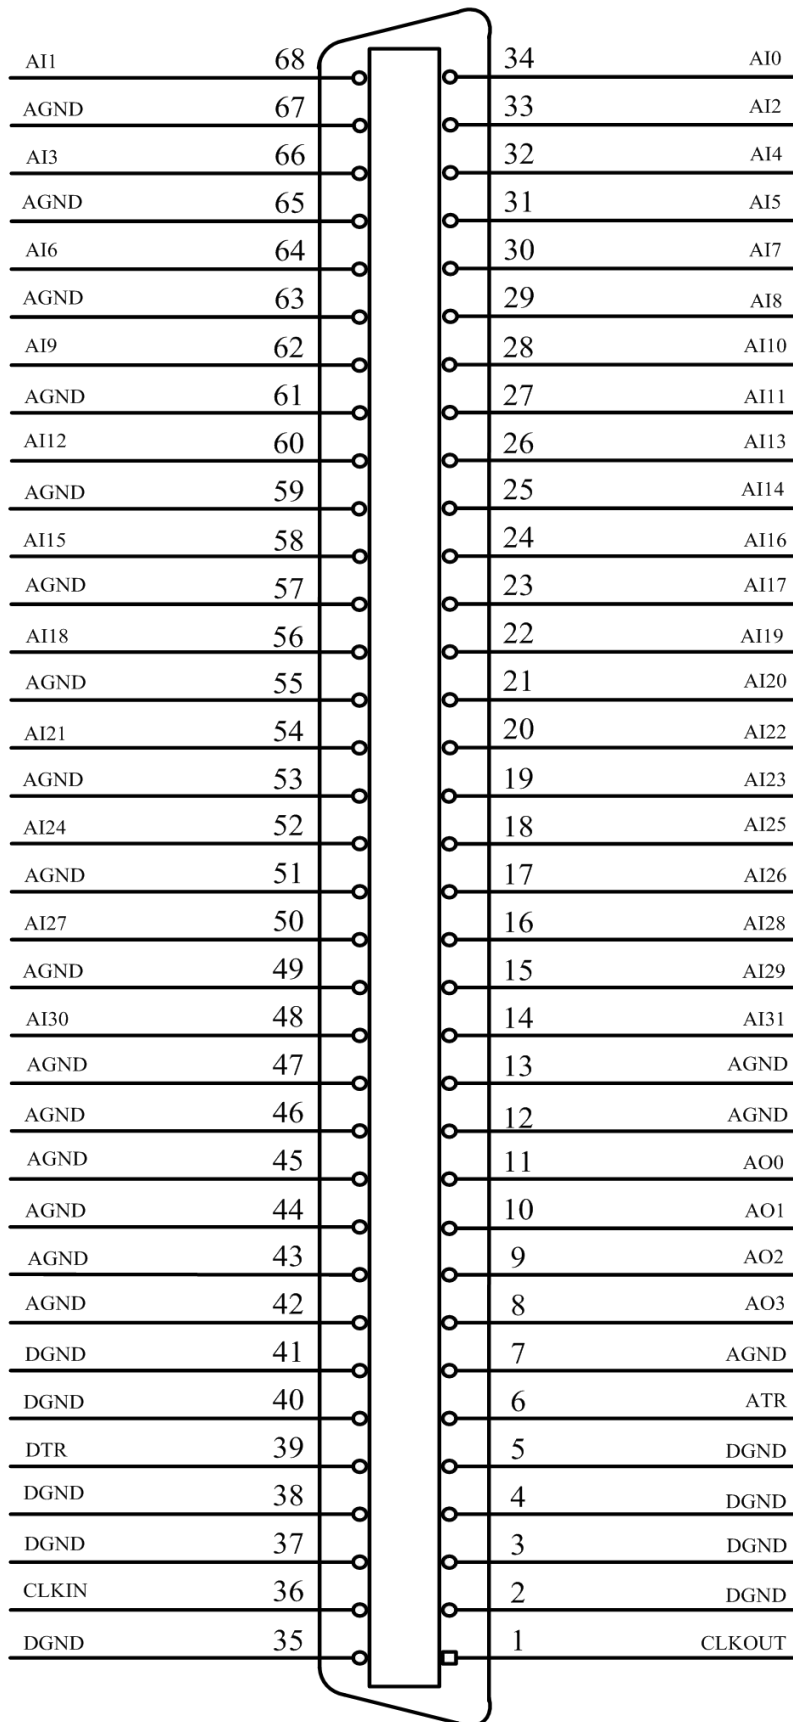 AI1 68 34 AI0
AGND 67 33 AI2
AI3 66 32 AI4
AGND 65 31 AI5
AI6 64 30 AI7
AGND 63 29 AI8
AI9 62 28 AI10
AGND 61 27 AI11
AI12 60 26 AI13
AGND 59 25 AI14
AI15 58 24 AI16
AGND 57 23 AI17
AI18 56 22 AI19
AGND 55 21 AI20
AI21 54 20 AI22
AGND 53 19 AI23
AI24 52 18 AI25
AGND 51 17 AI26
AI27 50 16 AI28
AGND 49 15 AI29
AI30 48 14 AI31
AGND 47 13 AGND
AGND 46 12 AGND
AGND 45 11 AO0
AGND 44 10 AO1
AGND 43 9 AO2
AGND 42 8 AO3
DGND 41 7 AGND
DGND 40 6 ATR
DTR 39 5 DGND
DGND 38 4 DGND
DGND 37 3 DGND
CLKIN 36 2 DGND
DGND 35 1 CLKOUT